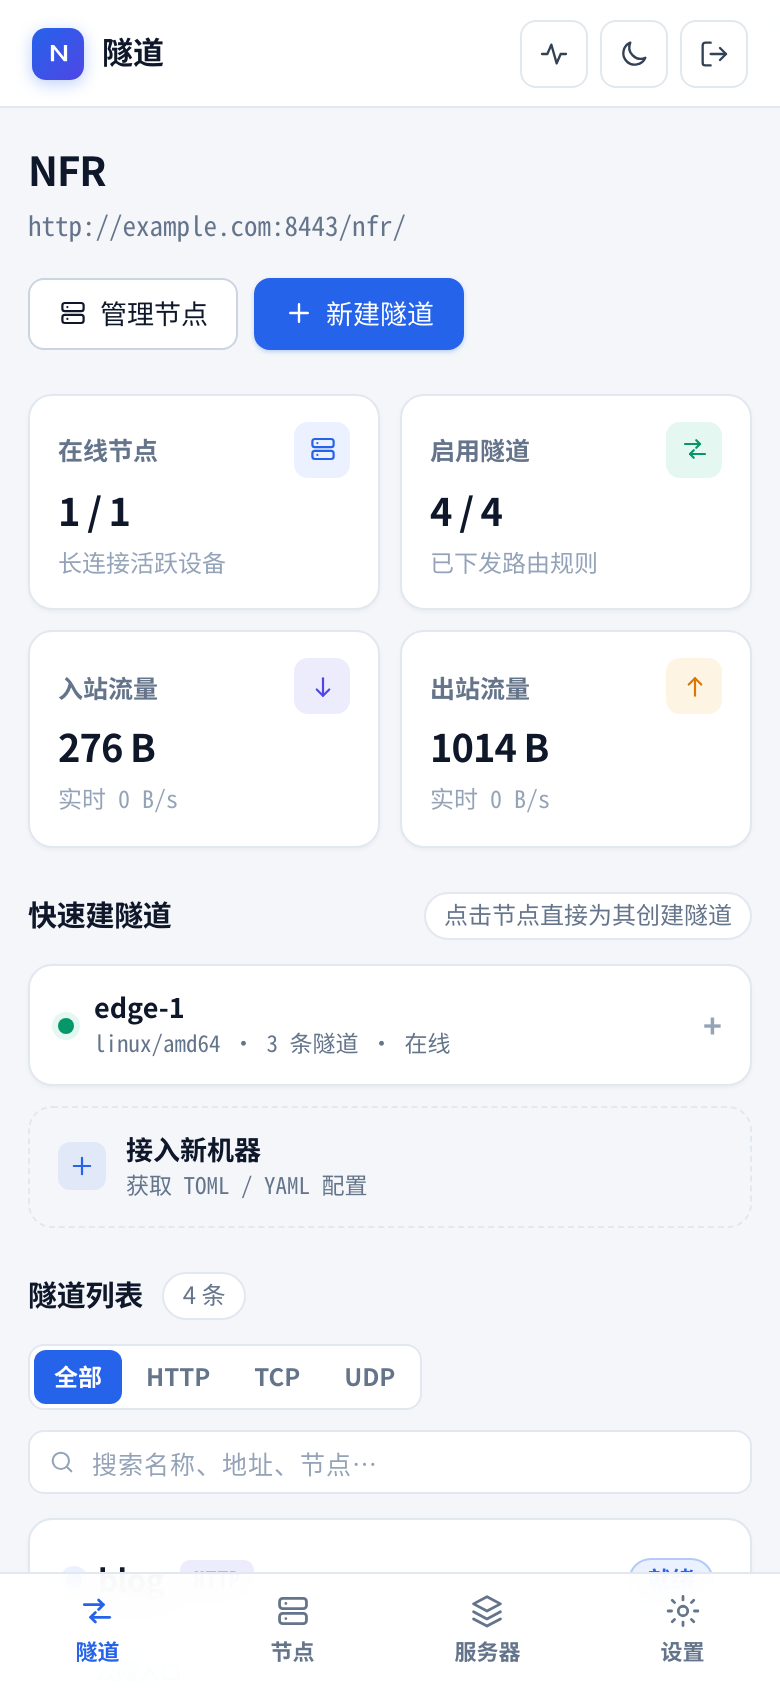 N 隧道
NFR
http://example.com:8443/nfr/
管理节点
新建隧道
在线节点
1 / 1
长连接活跃设备
启用隧道
4 / 4
已下发路由规则
入站流量
276 B
实时 0 B/s
出站流量
1014 B
实时 0 B/s
快速建隧道
点击节点直接为其创建隧道
edge-1
linux/amd64 • 3 条隧道 • 在线
接入新机器
获取 TOML / YAML 配置
隧道列表
4 条
全部 HTTP TCP UDP
搜索名称、地址、节点…
blog HTTP
隧道 节点 服务器 设置